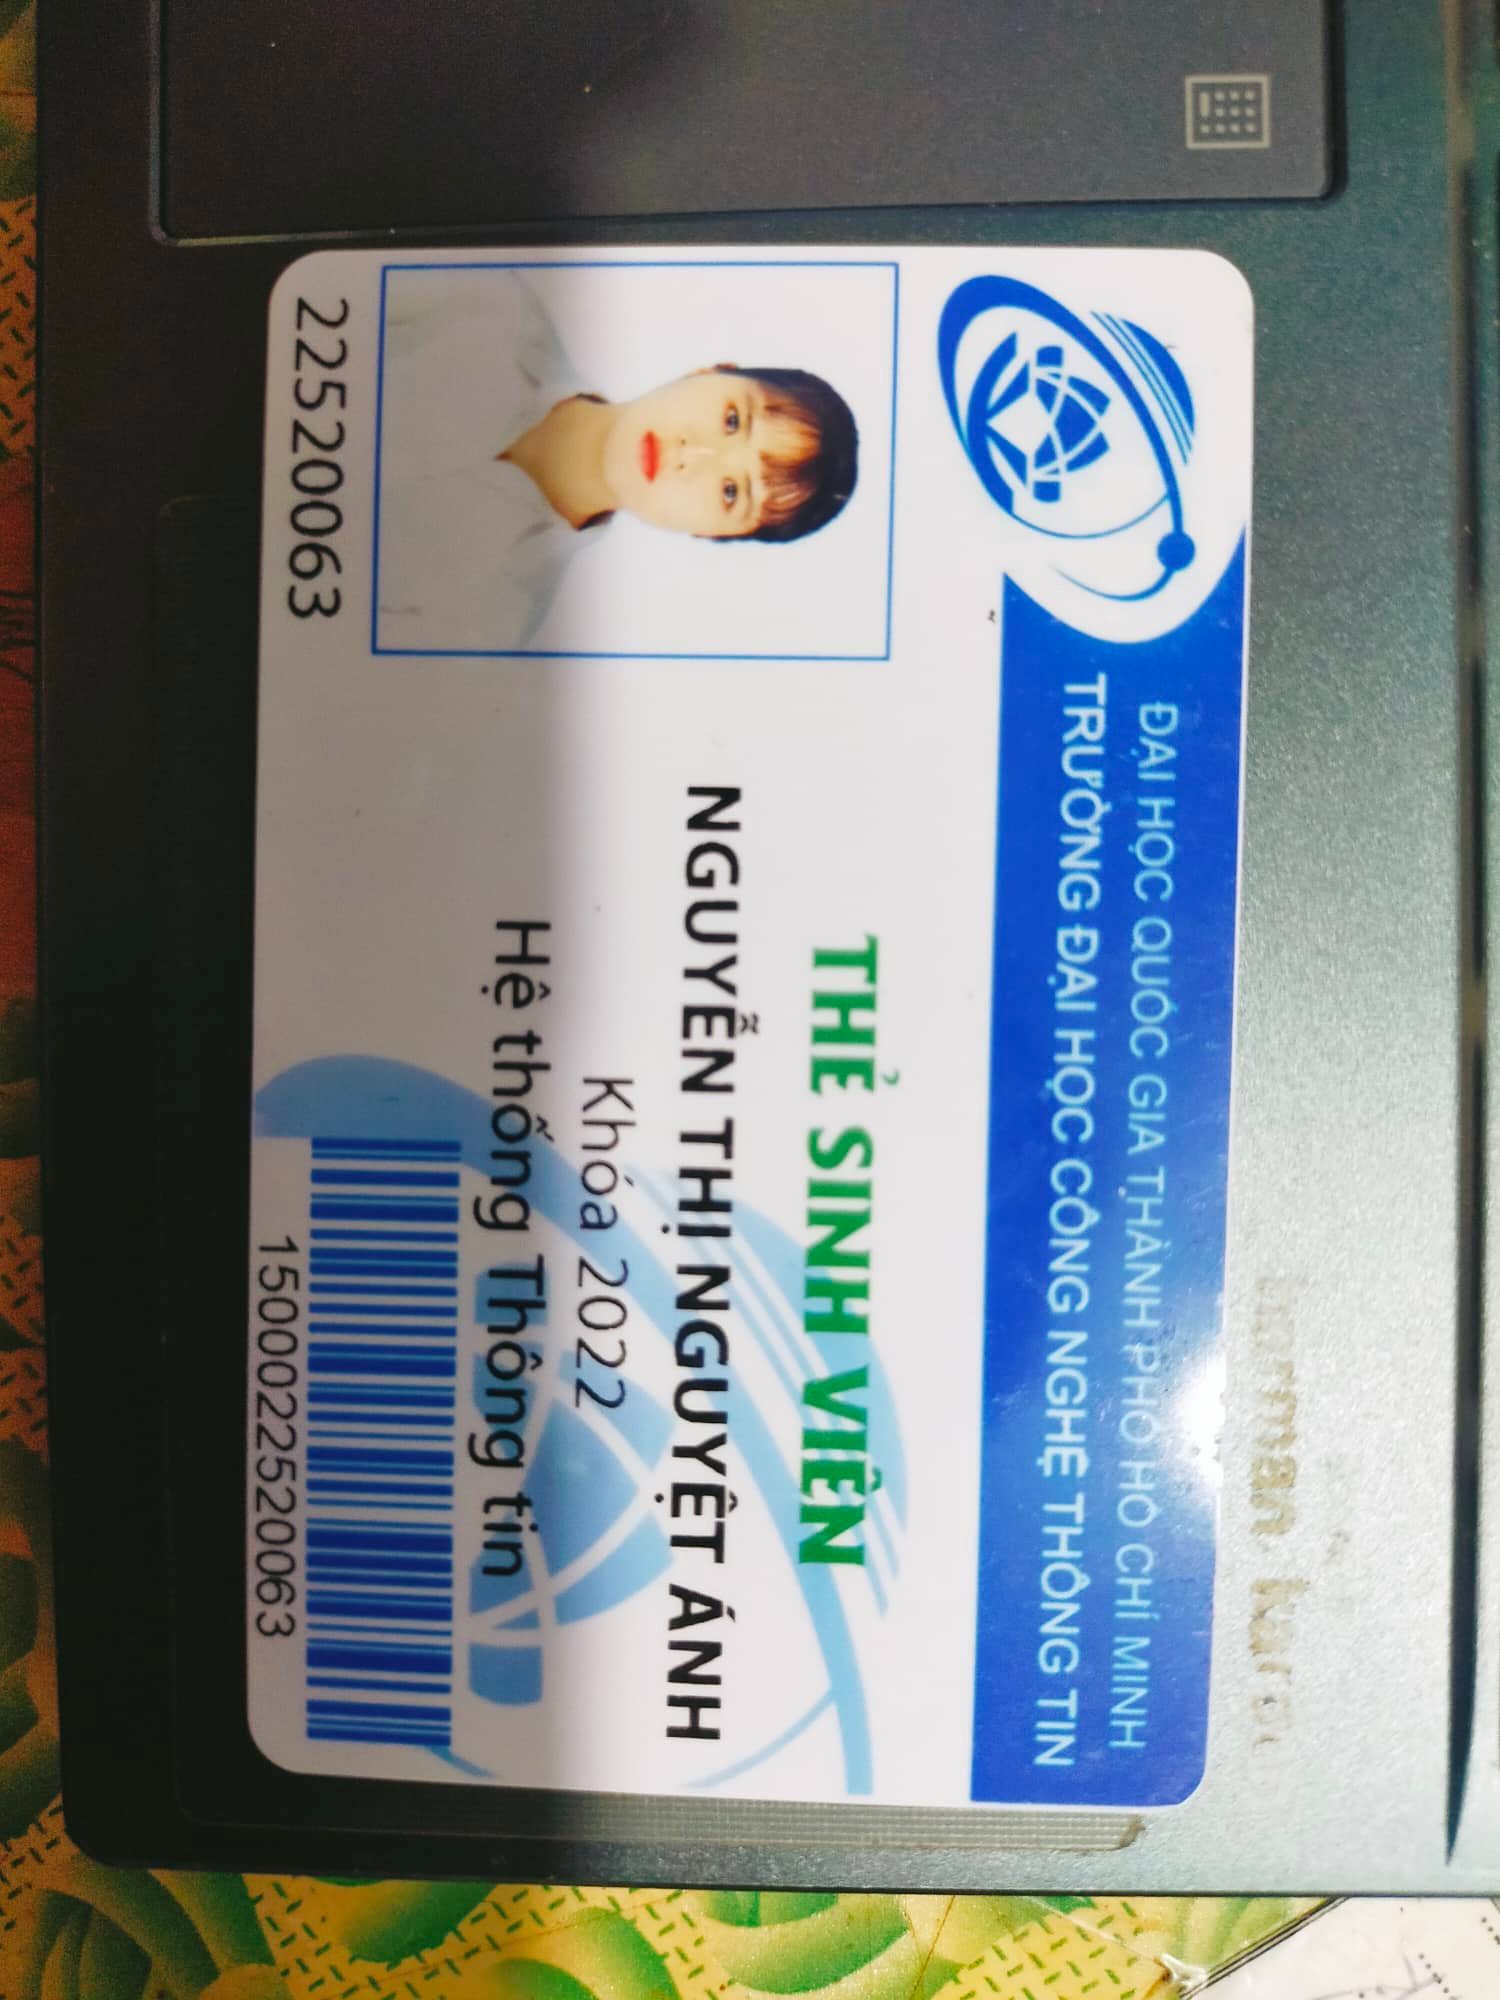 harman kardon
ĐẠI HỌC QUỐC GIA THÀNH PHỐ HỒ CHÍ MINH
TRƯỜNG ĐẠI HỌC CÔNG NGHỆ THÔNG TIN
THẺ SINH VIÊN
NGUYỄN THỊ NGUYỆT ÁNH
Khóa 2022
Hệ thống Thông tin
22520063
1500022520063